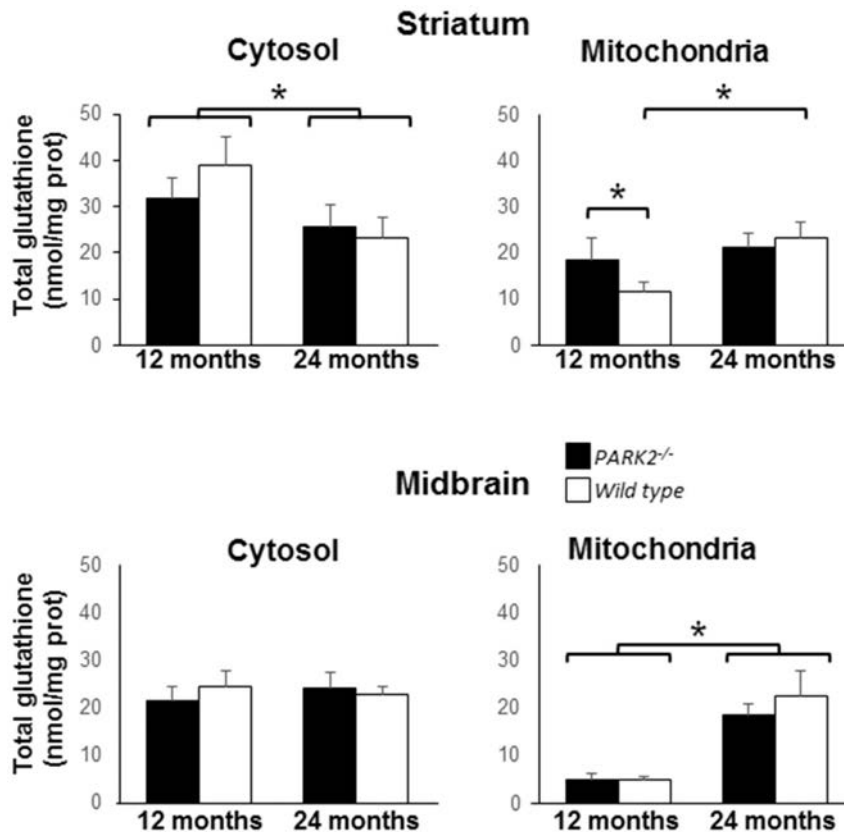 Striatum
Cytosol
Mitochondria
Total glutathione
(nmol/mg prot)
50
40
30
20
10
0
*
12 months 24 months
50
40
30
20
10
0
*
*
12 months 24 months
PARK2-/-
Wild type
Midbrain
Cytosol
Mitochondria
Total glutathione
(nmol/mg prot)
50
40
30
20
10
0
12 months 24 months
50
40
30
20
10
0
*
12 months 24 months